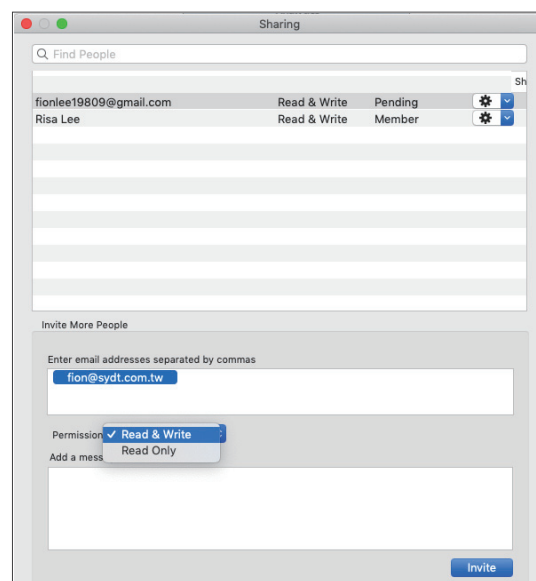 Sharing
Find People
Sh
fionlee19809@gmail.com Read & Write Pending
Risa Lee Read & Write Member
Invite More People
Enter email addresses separated by commas
fion@sydt.com.tw
Permission ✓ Read & Write
Read Only
Add a mess
Invite